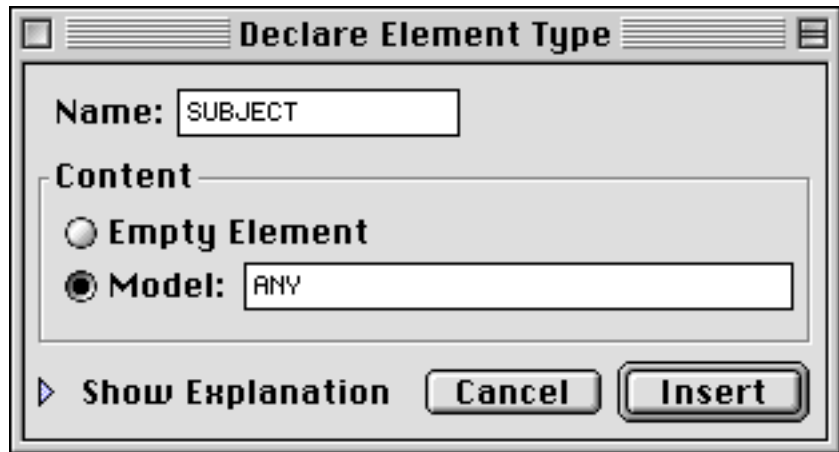 Declare Element Type
Name: SUBJECT
Content
Empty Element
Model: ANY
Show Explanation Cancel Insert